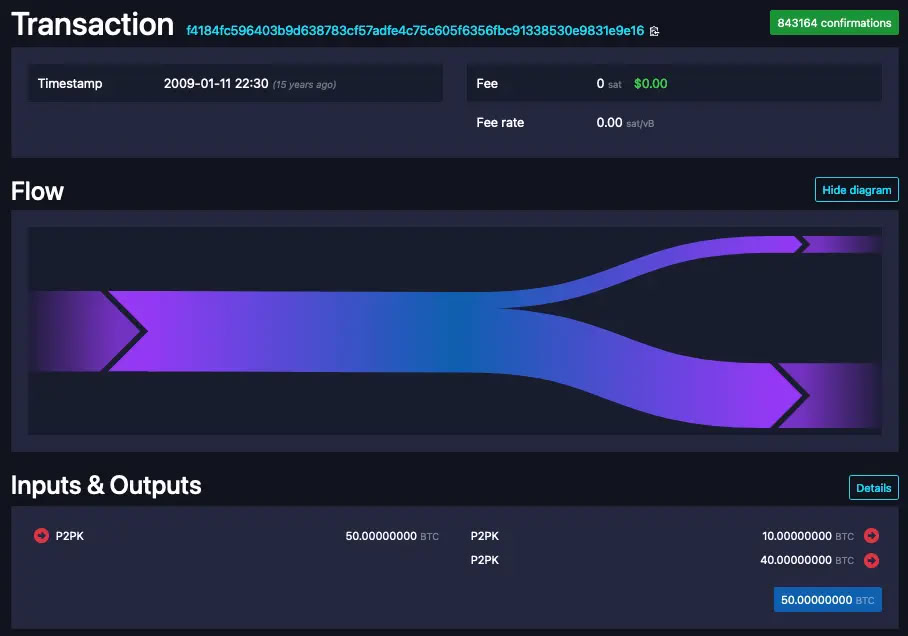 Transaction f4184fc596403b9d638783cf57adfe4c75c605f6356fbc91338530e9831e9e16 843164 confirmations
Timestamp 2009-01-11 22:30 (15 years ago)
Fee 0 sat $0.00
Fee rate 0.00 sat/vB
Flow Hide diagram
Inputs & Outputs Details
P2PK 50.00000000 BTC P2PK 10.00000000 BTC
P2PK 40.00000000 BTC
50.00000000 BTC